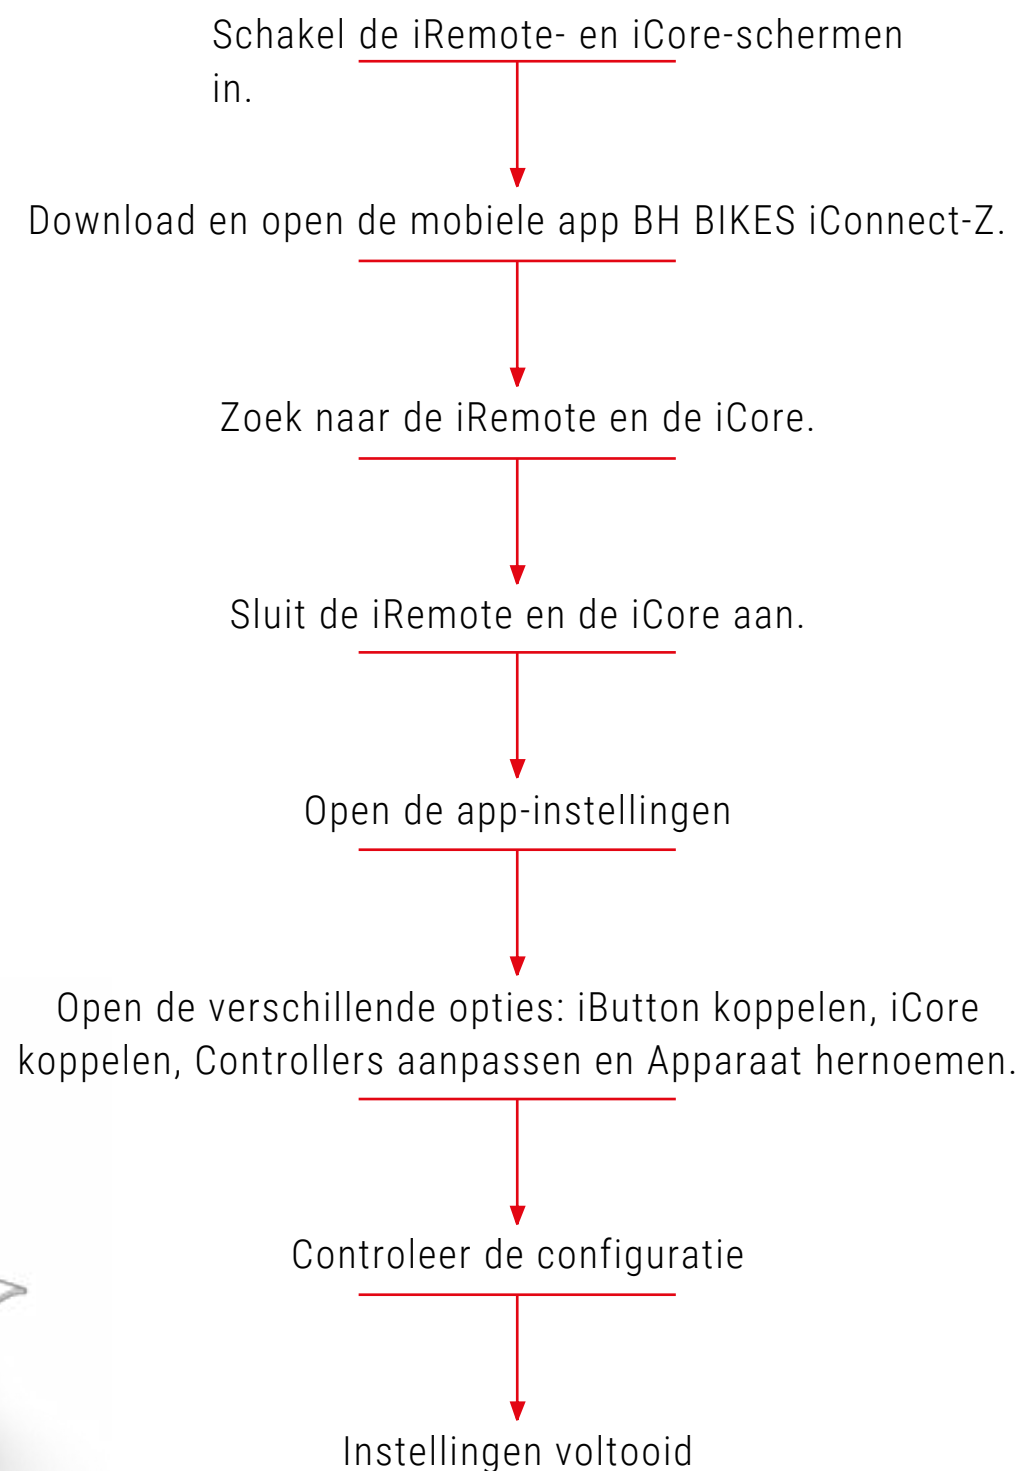 Schakel de iRemote- en iCore-schermen
in.
Download en open de mobiele app BH BIKES iConnect-Z.
Zoek naar de iRemote en de iCore.
Sluit de iRemote en de iCore aan.
Open de app-instellingen
Open de verschillende opties: iButton koppelen, iCore
koppelen, Controllers aanpassen en Apparaat hernoemen.
Controleer de configuratie
Instellingen voltooid